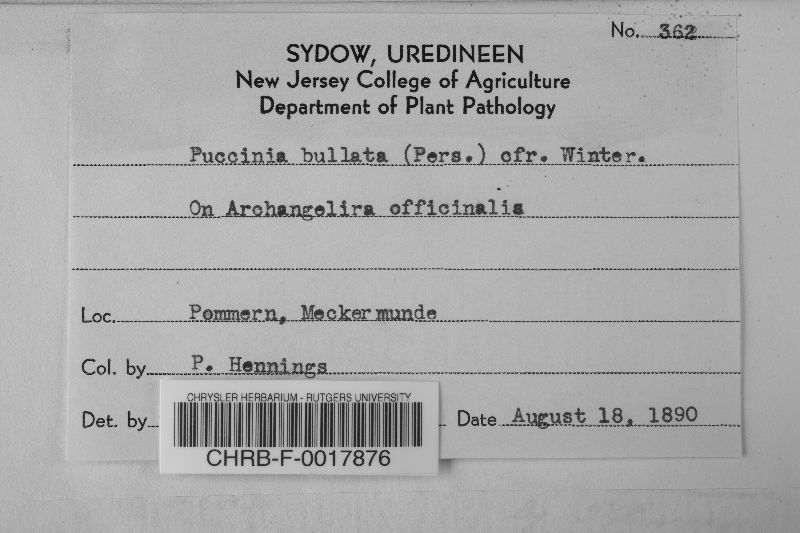 No. 362
SYDOW, UREDINEEN
New Jersey College of Agriculture
Department of Plant Pathology
Puccinia bullata (Pers.) cfr. Winter.
On Archangelira officinalis
Loc. Pommern, Meckermunde
Col. by P. Hennings
Det. by
Date August 18, 1890
CHRYSLER HERBARIUM - RUTGERS UNIVERSITY
CHRB-F-0017876